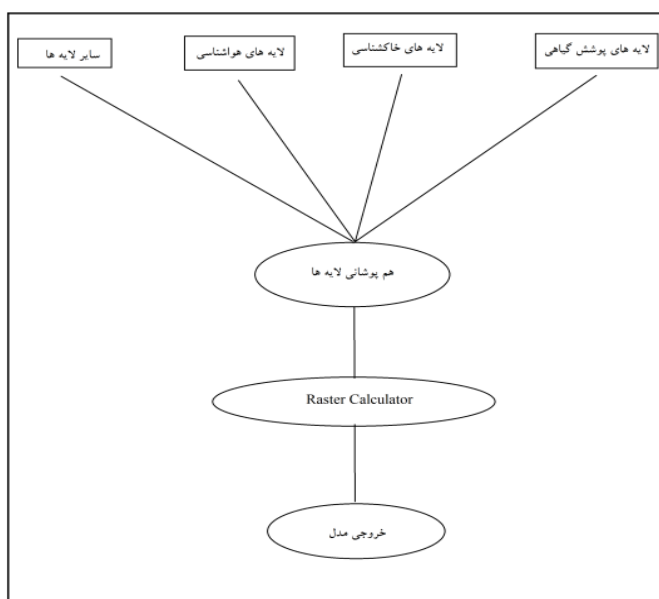 لایه های پوشش گیاهی
لایه های خاکشناسی
لایه های هواشناسی
سایر لایه ها
هم پوشانی لایه ها
Raster Calculator
خروجی مدل